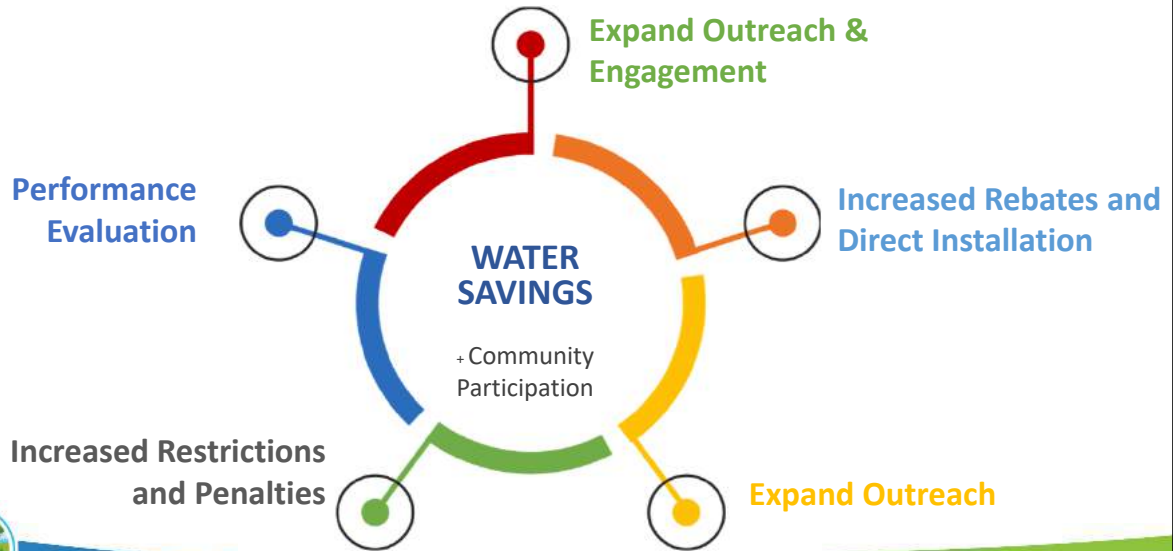 Expand Outreach &
Engagement
Performance
Evaluation
Increased Rebates and
Direct Installation
WATER
SAVINGS
+ Community
Participation
Increased Restrictions
and Penalties
Expand Outreach